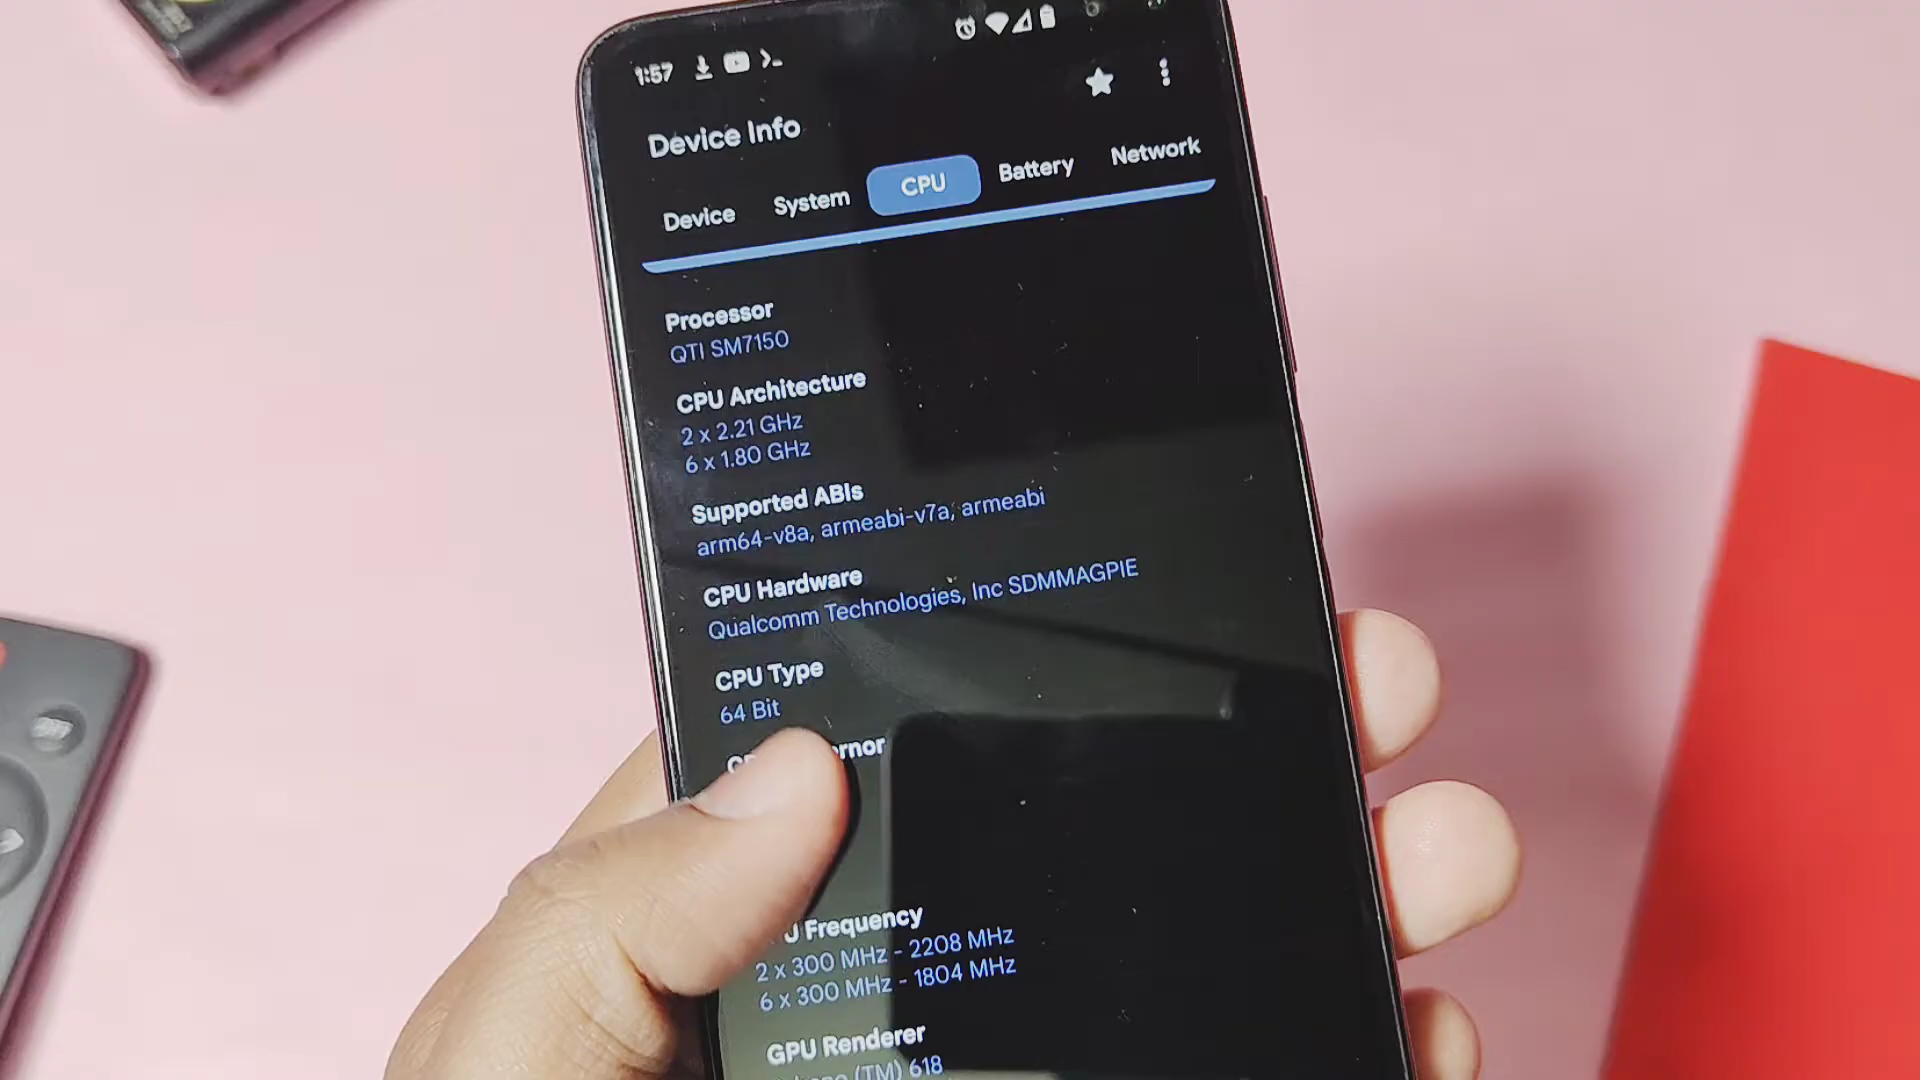 1:57
Device Info
Device System CPU Battery Network
Processor
QTI SM7150
CPU Architecture
2 x 2.21 GHz
6 x 1.80 GHz
Supported ABIs
arm64-v8a, armeabi-v7a, armeabi
CPU Hardware
Qualcomm Technologies, Inc SDMMAGPIE
CPU Type
64 Bit
Frequency
2 x 300 MHz - 2208 MHz
6 x 300 MHz - 1804 MHz
GPU Renderer
(TM) 618